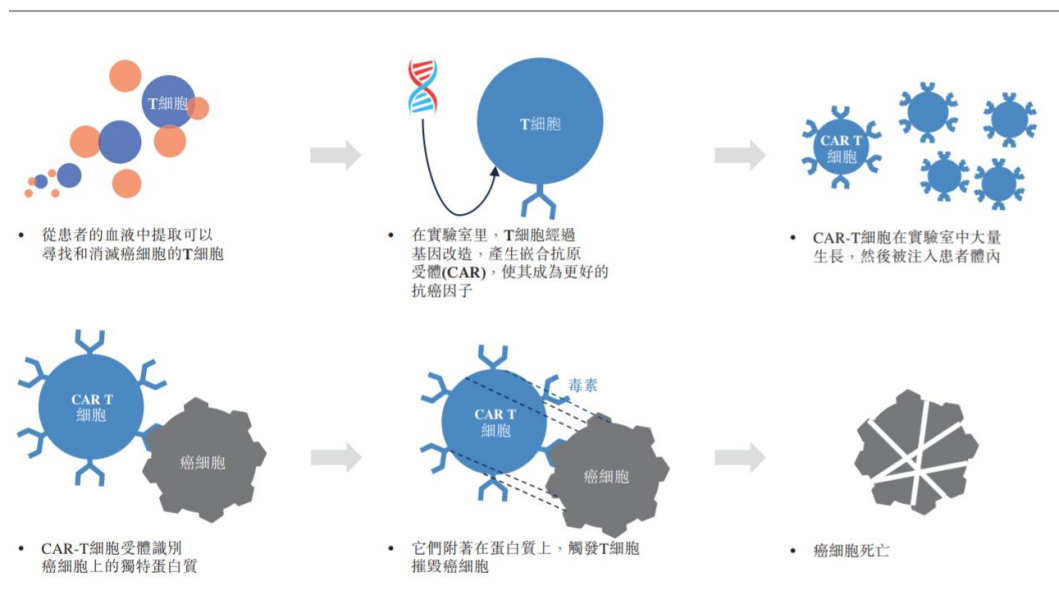 T細胞
• 從患者的血液中提取可以
尋找和消滅癌細胞的T細胞
T細胞
• 在實驗室里，T細胞經過
基因改造，產生嵌合抗原
受體(CAR)，使其成為更好的
抗癌因子
CAR T
細胞
• CAR-T細胞在實驗室中大量
生長，然後被注入患者體內
CAR T
細胞
癌細胞
• CAR-T細胞受體識別
癌細胞上的獨特蛋白質
毒素
CAR T
細胞
癌細胞
• 它們附著在蛋白質上，觸發T細胞
摧毀癌細胞
• 癌細胞死亡